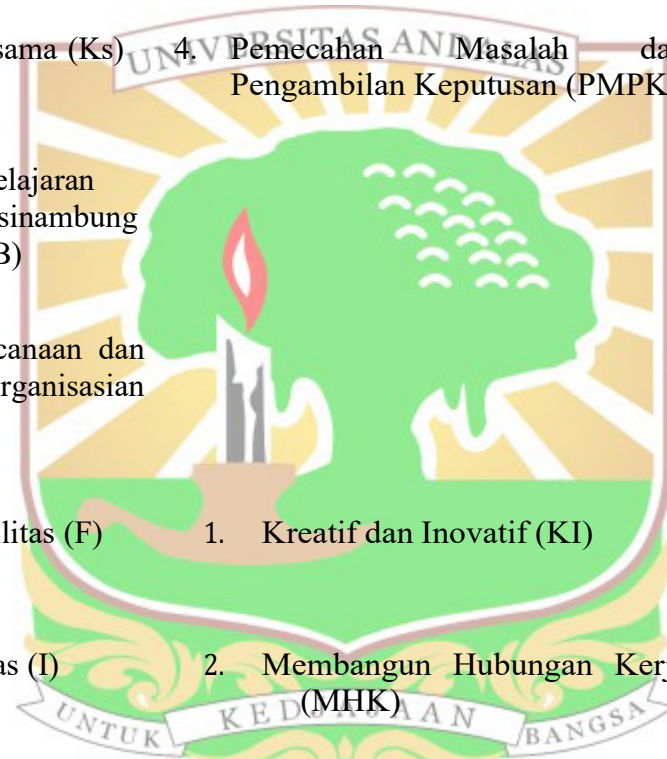 UNIVERSITAS ANDALAS
sama (Ks) 4. Pemecahan Masalah da
Pengambilan Keputusan (PMPK
elajaran
sinambung
B)
canaan dan
rganisasian
litas (F) 1. Kreatif dan Inovatif (KI)
as (I) 2. Membangun Hubungan Kerj
(MHK)
UNTUK KEDJAJAAN BANGSA